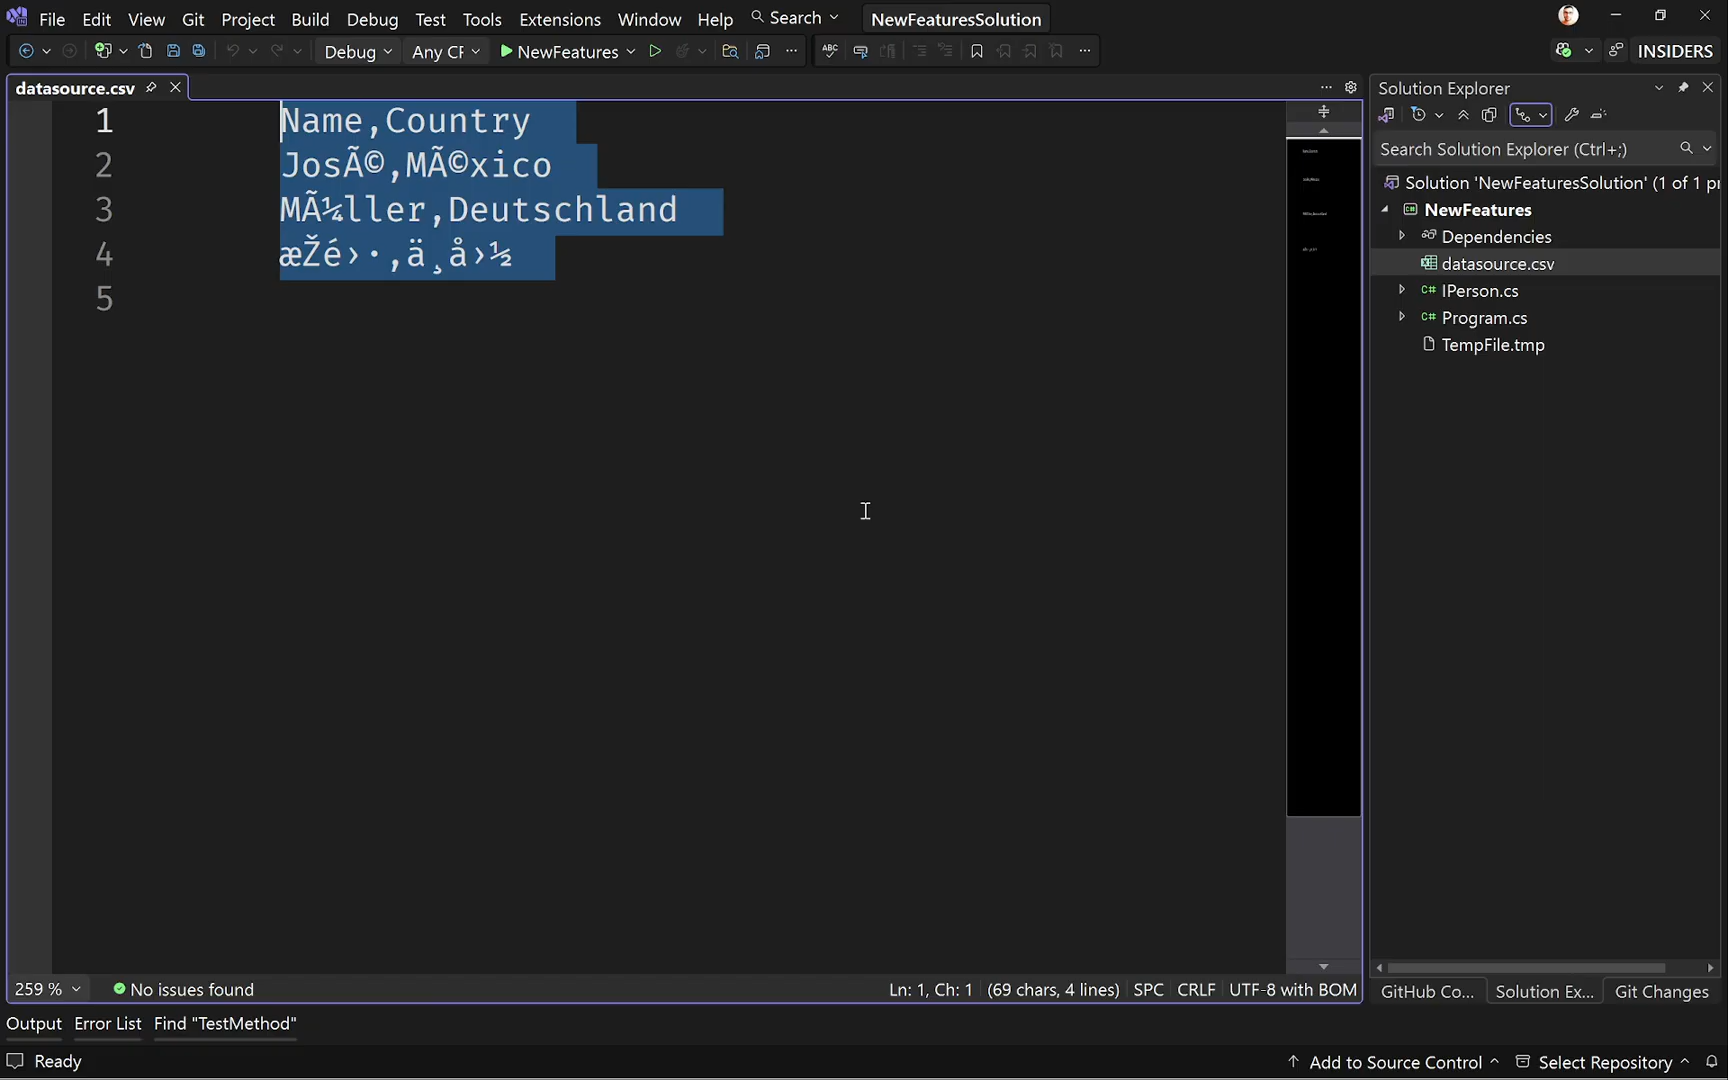 File Edit View Git Project Build Debug Test Tools Extensions Window Help Search NewFeaturesSolution
Debug Any CF NewFeatures INSIDERS
datasource.csv
1 Name,Country
2 JosÃ©,MÃ©xico
3 MÃ¼ller,Deutschland
4 æŽé›·,ä¸å›½
5
259 % No issues found Ln: 1, Ch: 1 (69 chars, 4 lines) SPC CRLF UTF-8 with BOM
Solution Explorer
Search Solution Explorer (Ctrl+;)
Solution 'NewFeaturesSolution' (1 of 1 pr
NewFeatures
Dependencies
datasource.csv
C# IPerson.cs
C# Program.cs
TempFile.tmp
GitHub Co... Solution Ex... Git Changes
Output Error List Find "TestMethod"
Ready Add to Source Control Select Repository